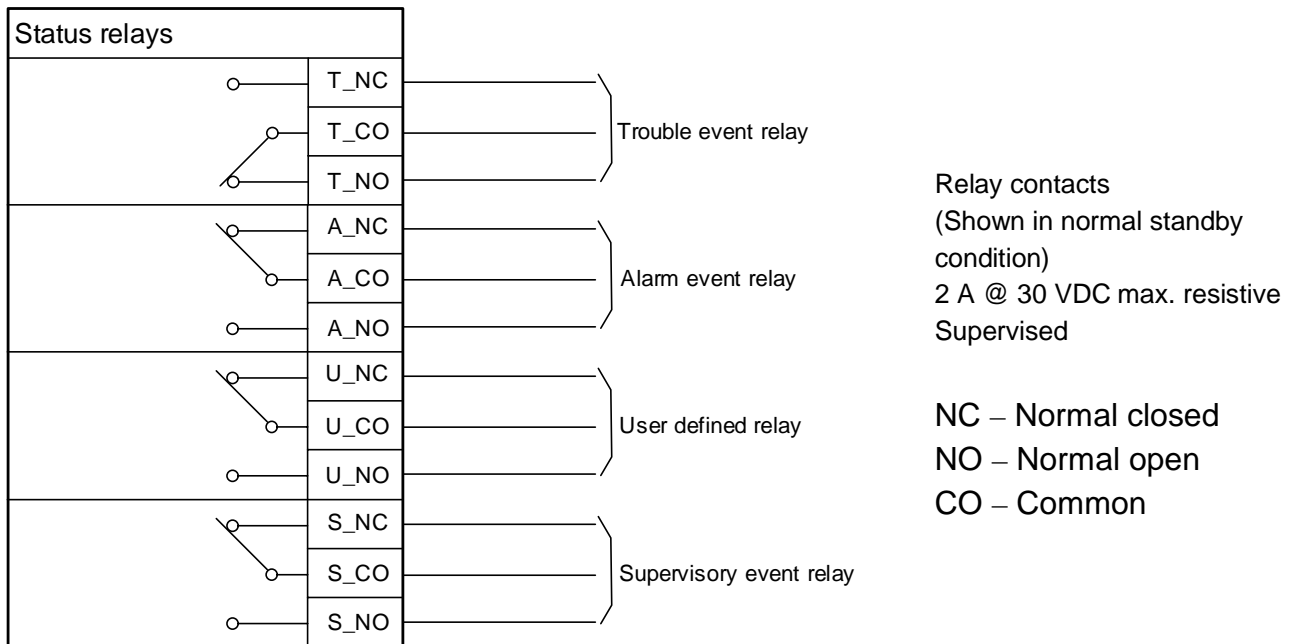 Status relays
T_NC
T_CO
T_NO
Trouble event relay
A_NC
A_CO
A_NO
Alarm event relay
U_NC
U_CO
U_NO
User defined relay
S_NC
S_CO
S_NO
Supervisory event relay
Relay contacts
(Shown in normal standby
condition)
2 A @ 30 VDC max. resistive
Supervised
NC – Normal closed
NO – Normal open
CO – Common